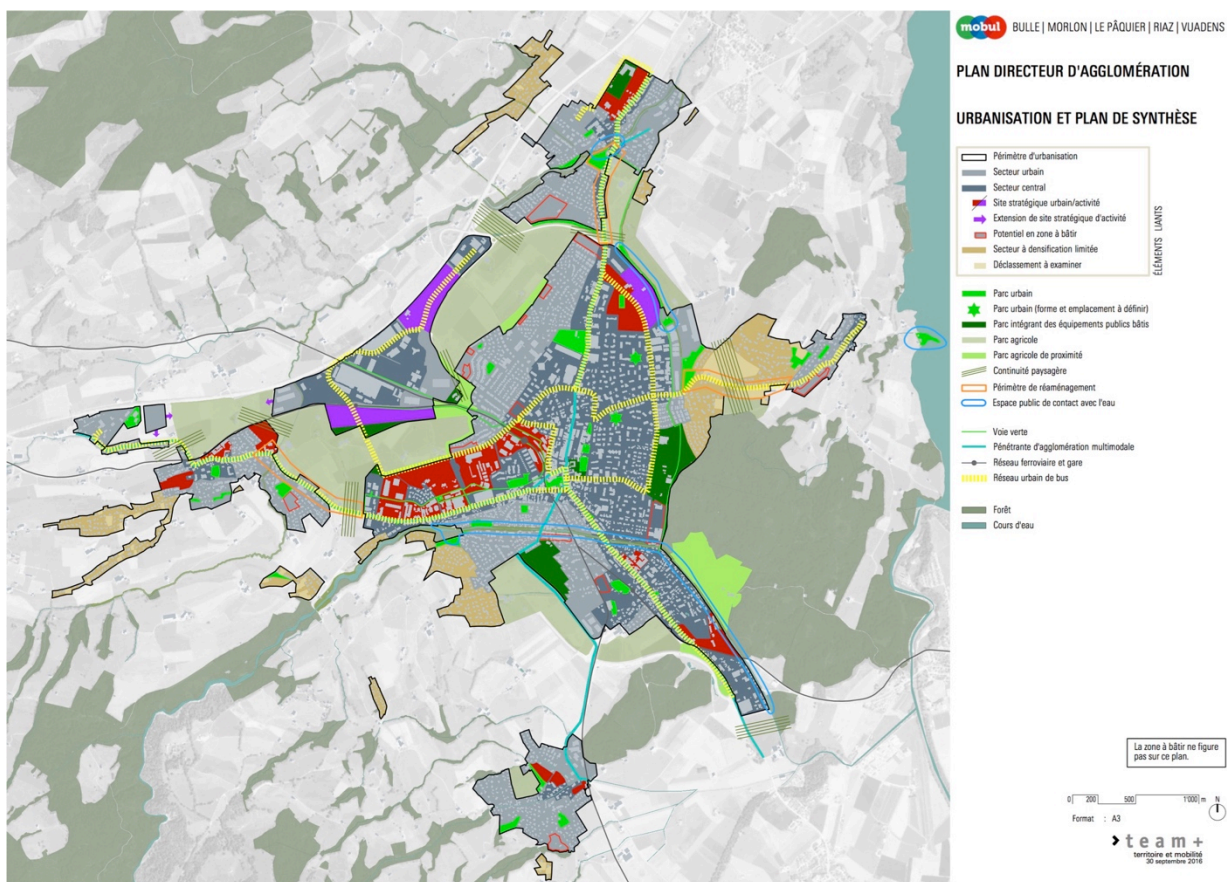 mobul BULLE | MORLON | LE PÂQUIER | RIAZ | VUADENS
PLAN DIRECTEUR D'AGGLOMÉRATION
URBANISATION ET PLAN DE SYNTHÈSE
Périmètre d'urbanisation
Secteur urbain
Secteur central
Site stratégique urbain/activité
Extension de site stratégique d'activité
Potentiel en zone à bâtir
Secteur à densification limitée
Déclassement à examiner
ÉLÉMENTS LIANTS
Parc urbain
Parc urbain (forme et emplacement à définir)
Parc intégrant des équipements publics bâtis
Parc agricole
Parc agricole de proximité
Continuité paysagère
Périmètre de réaménagement
Espace public de contact avec l'eau
Voie verte
Pénétrante d'agglomération multimodale
Réseau ferroviaire et gare
Réseau urbain de bus
Forêt
Cours d'eau
La zone à bâtir ne figure
pas sur ce plan.
0 200 500 1'000 m N
Format : A3
team +
territoire et mobilité
30 septembre 2016